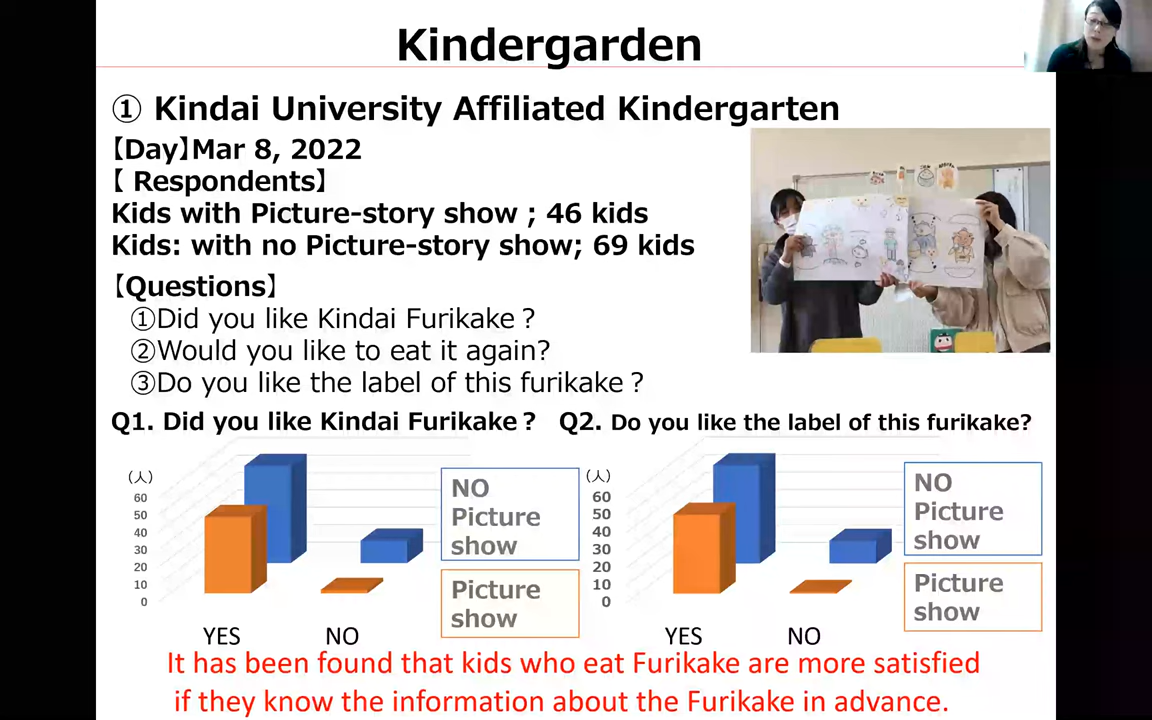 Kindergarden
① Kindai University Affiliated Kindergarten
【Day】Mar 8, 2022
【 Respondents】
Kids with Picture-story show ; 46 kids
Kids: with no Picture-story show; 69 kids
【Questions】
①Did you like Kindai Furikake？
②Would you like to eat it again?
③Do you like the label of this furikake？
Q1. Did you like Kindai Furikake？
(人)
60
50
40
30
20
10
0
YES
NO
NO
Picture
show
Picture
show
Q2. Do you like the label of this furikake?
(人)
60
50
40
30
20
10
0
YES
NO
NO
Picture
show
Picture
show
It has been found that kids who eat Furikake are more satisfied
if they know the information about the Furikake in advance.